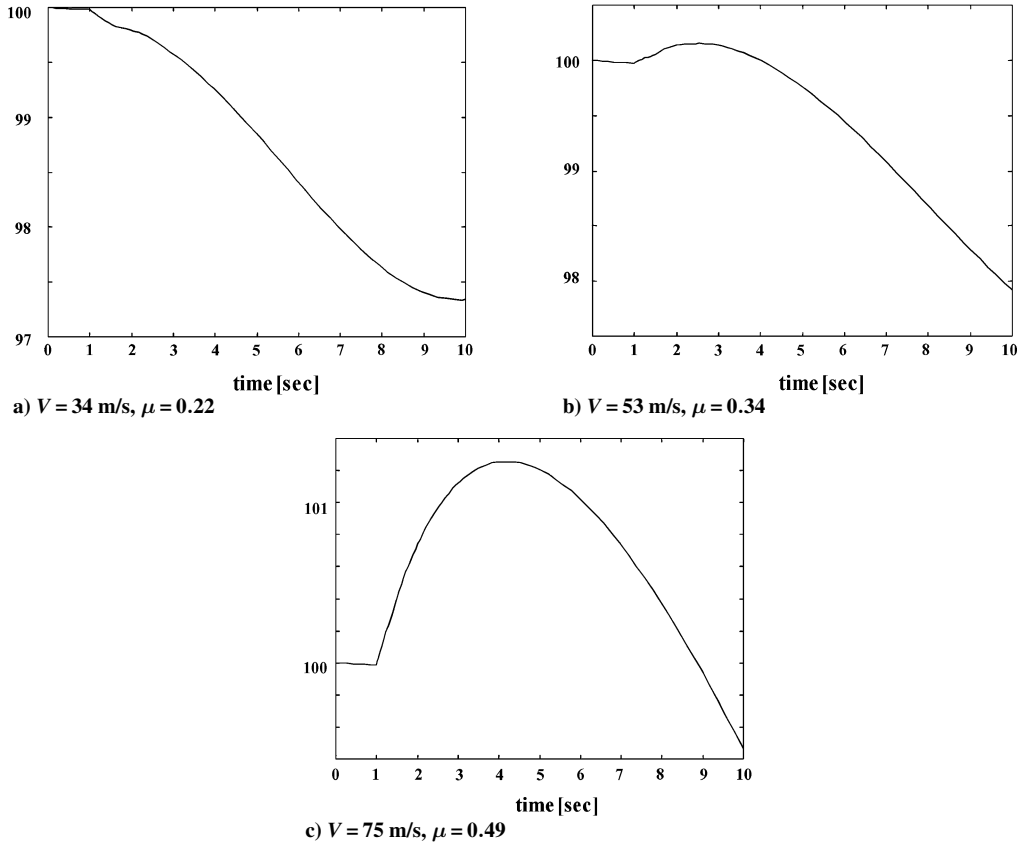 100
99
98
97
0 1 2 3 4 5 6 7 8 9 10
time [sec]
a) V = 34 m/s, μ = 0.22
100
99
98
0 1 2 3 4 5 6 7 8 9 10
time [sec]
b) V = 53 m/s, μ = 0.34
101
100
0 1 2 3 4 5 6 7 8 9 10
time [sec]
c) V = 75 m/s, μ = 0.49